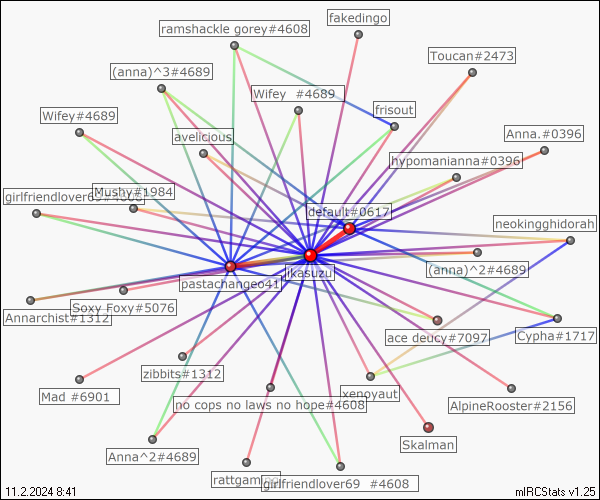 fakedingo
ramshackle gorey#4608
Toucan#2473
(anna)^3#4689
Wifey #4689
frisout
Wifey#4689
Anna.#0396
avelicious
hypomanianna#0396
Mushy#1984
girlfriendlover69#4608
default#0617
neokingghidorah
(anna)^2#4689
jkasuzu
pastachangeo41
Soxy Foxy#5076
Annarchist#1312
ace deucy#7097
Cypha#1717
zibbits#1312
xenoyaut
Mad #6901
no cops no laws no hope#4608
AlpineRooster#2156
Skalman
Anna^2#4689
rattgaming
girlfriendlover69 #4608
11.2.2024 8:41
mIRCStats v1.25